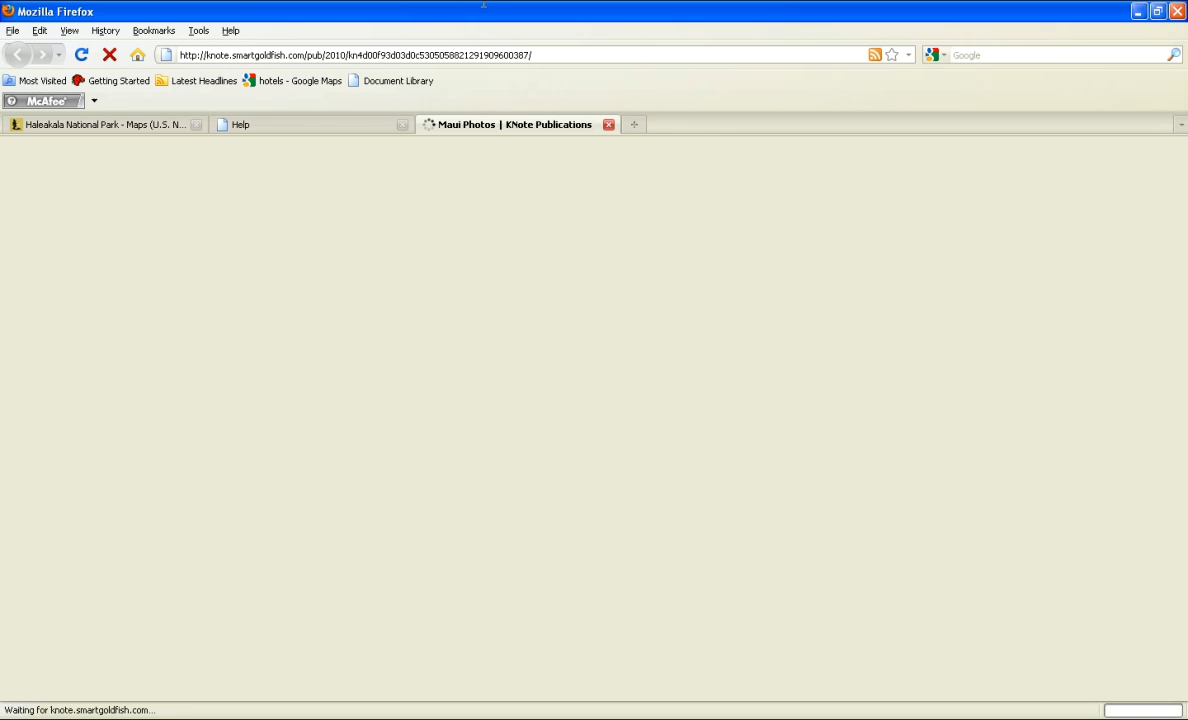 Mozilla Firefox
File Edit View History Bookmarks Tools Help
http://knote.smartgoldfish.com/pub/2010/kn4d00f93d03d0c5305058821291909600387/ Google
Most Visited Getting Started Latest Headlines hotels - Google Maps Document Library
McAfee
Haleakala National Park - Maps (U.S. N... Help Maui Photos | KNote Publications
Waiting for knote.smartgoldfish.com...